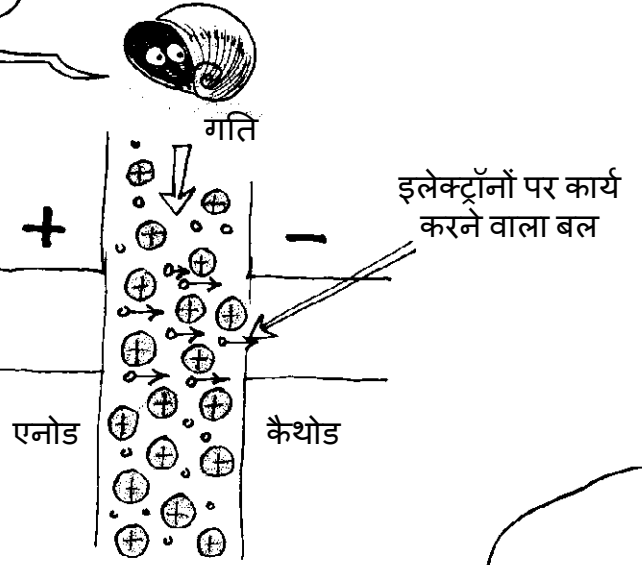 गति
इलेक्ट्रॉनों पर कार्य
करने वाला बल
+
−
एनोड
कैथोड